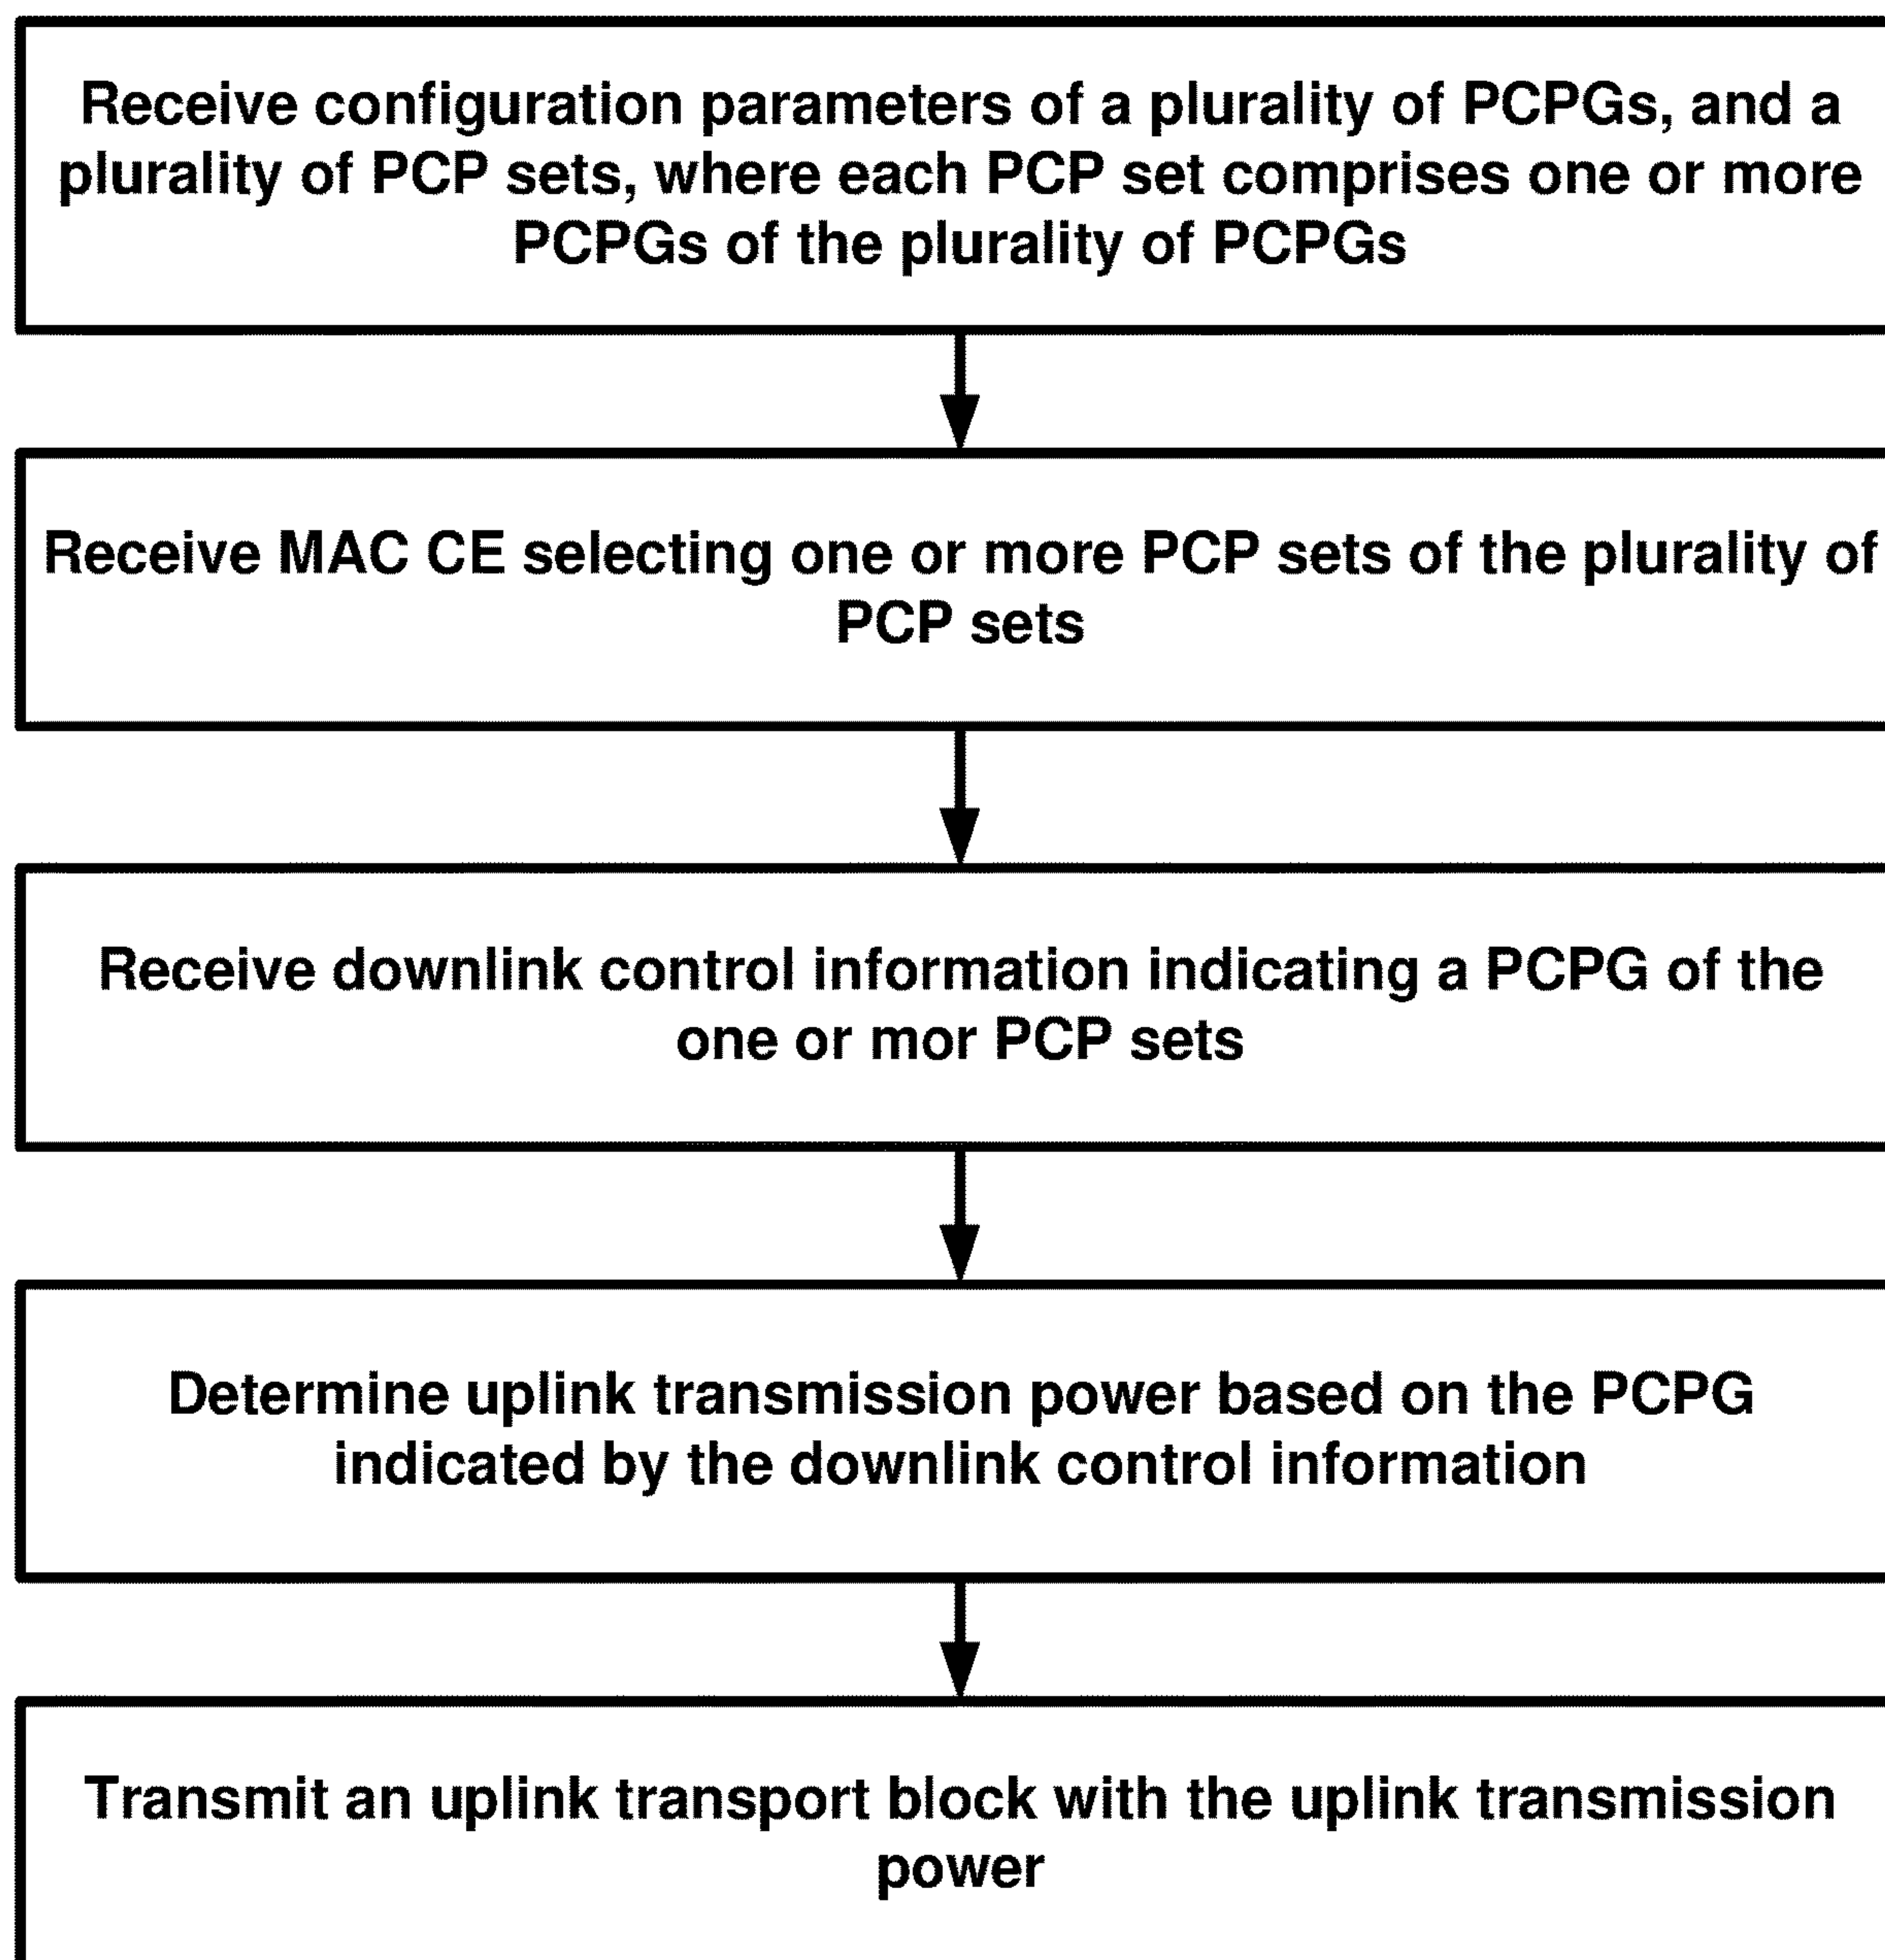 Receive configuration parameters of a plurality of PCPGs, and a
plurality of PCP sets, where each PCP set comprises one or more
PCPGs of the plurality of PCPGs
Receive MAC CE selecting one or more PCP sets of the plurality of
PCP sets
Receive downlink control information indicating a PCPG of the
one or mor PCP sets
Determine uplink transmission power based on the PCPG
indicated by the downlink control information
Transmit an uplink transport block with the uplink transmission
power